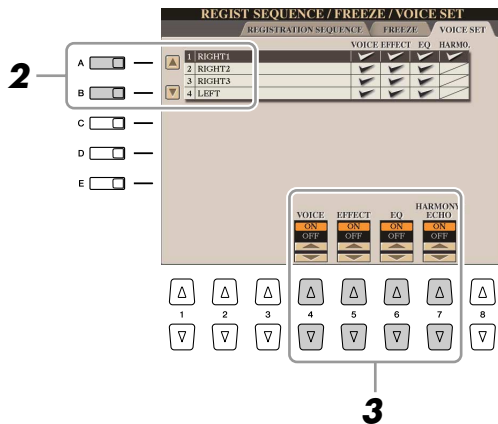 REGIST SEQUENCE / FREEZE / VOICE SET
REGISTRATION SEQUENCE FREEZE VOICE SET
VOICE EFFECT EQ HARMO.
2
A
1 RIGHT1
2 RIGHT2
B
3 RIGHT3
4 LEFT
C
D
E
VOICE EFFECT EQ HARMONY/ECHO
ON ON ON ON
OFF OFF OFF OFF
1 2 3 4 5 6 7 8
3